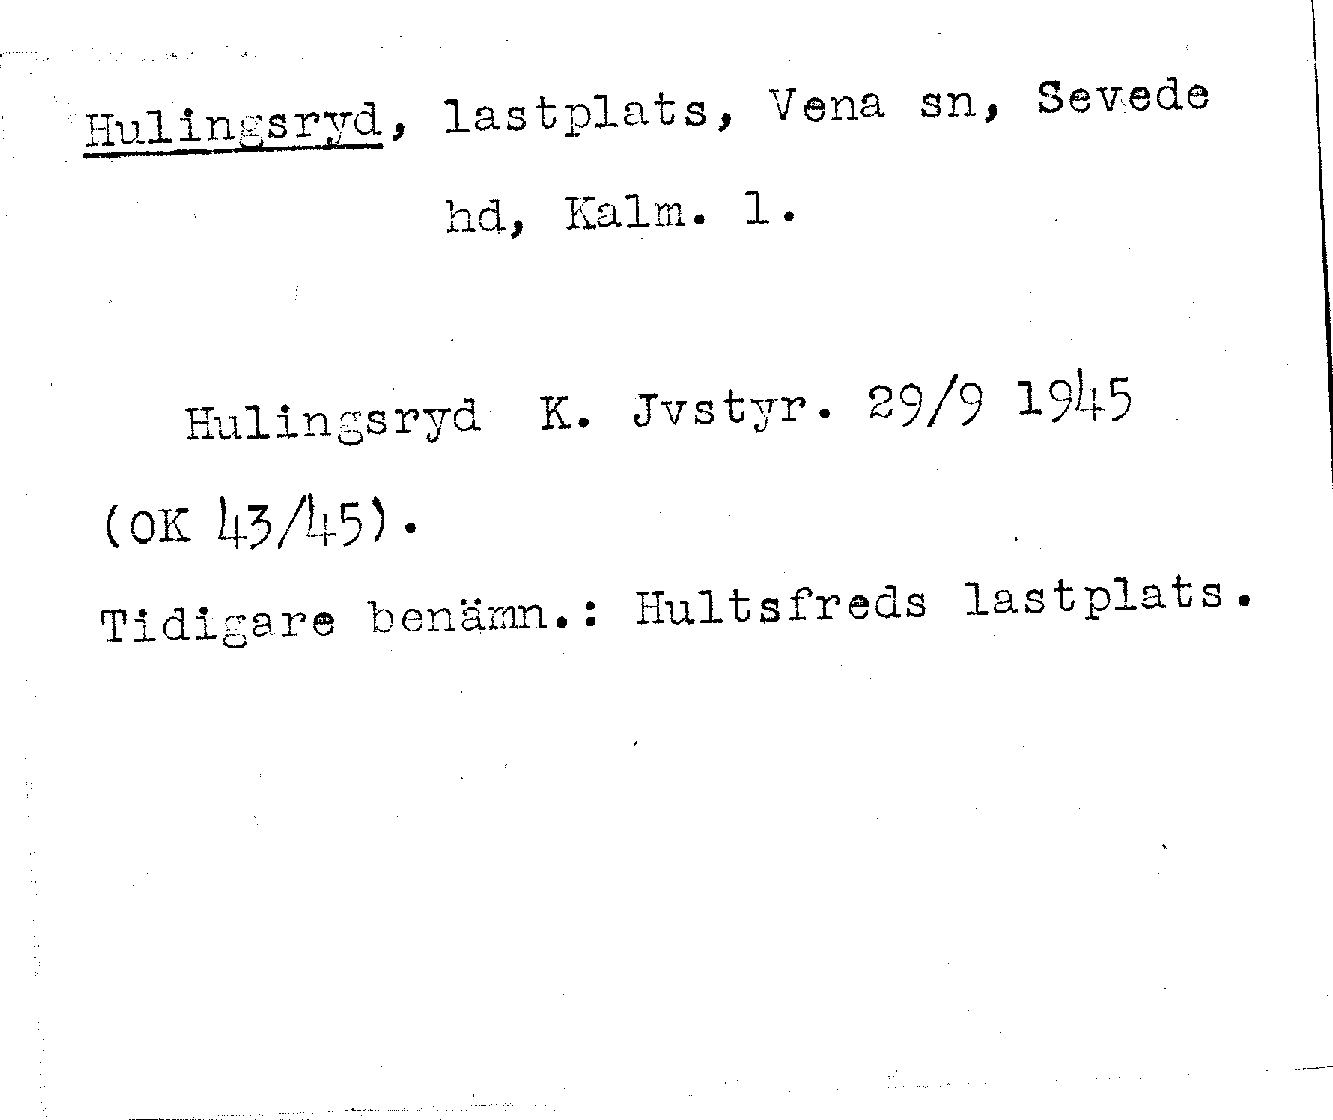 Hulingsryd, lastplats, Vena sn, Sevede
hd, Kalm. l.
Hulingsryd K. Jvstyr. 29/9 1945
(OK 43/45).
Tidigare benämn.: Hultsfreds lastplats.